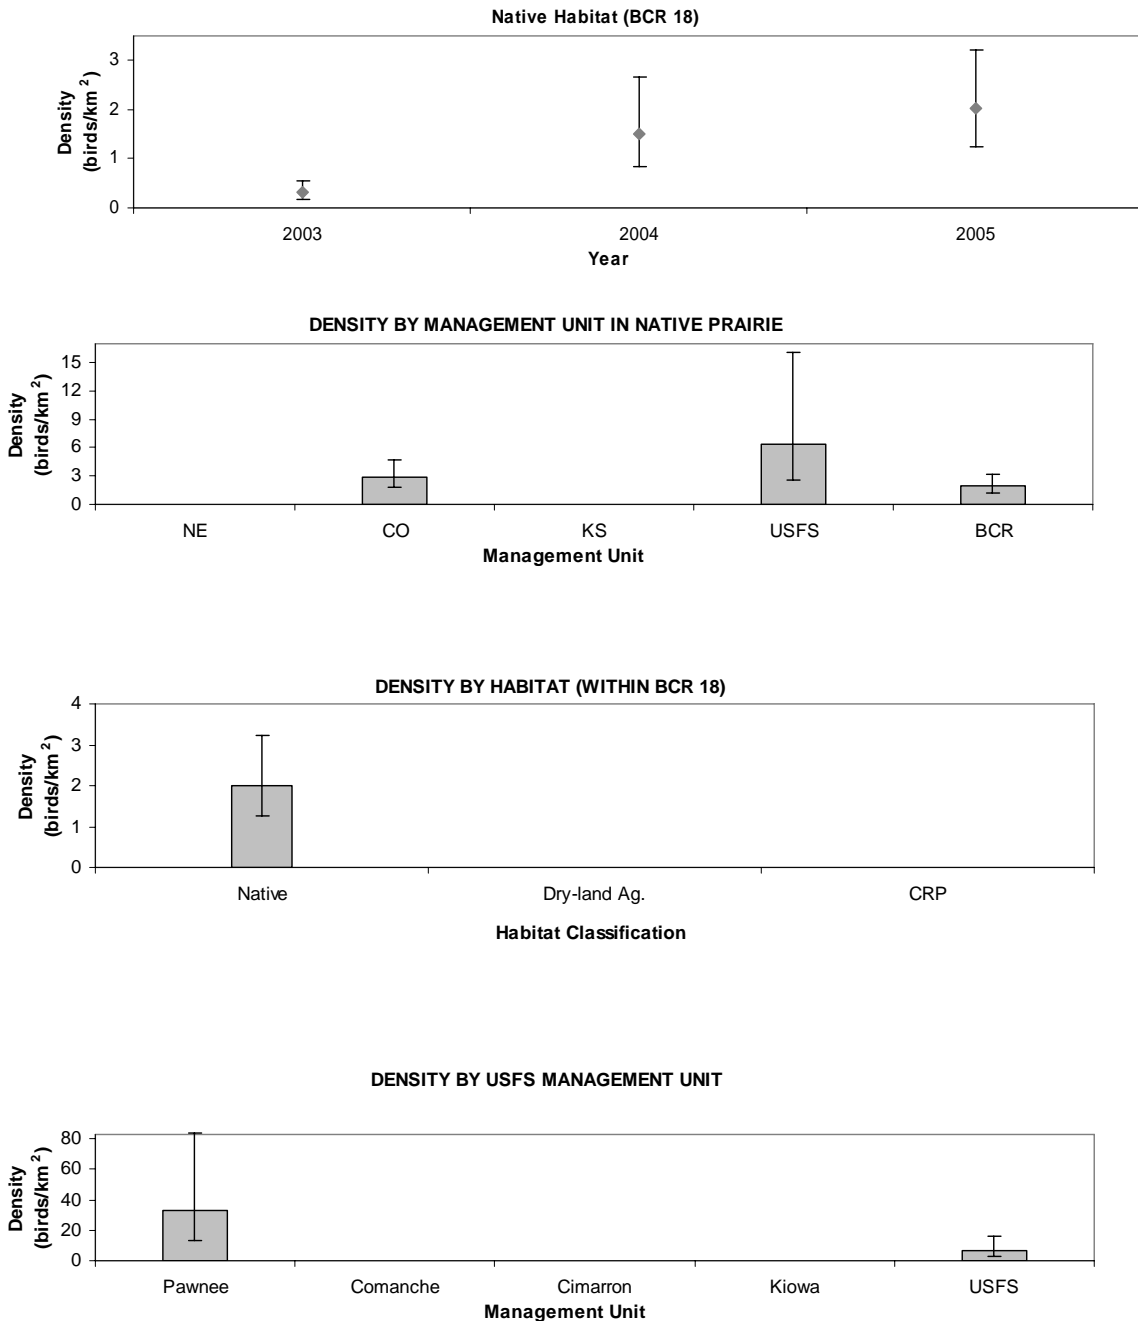 Native Habitat (BCR 18)
Density
(birds/km²)
3
2
1
0
2003 2004 2005
Year
DENSITY BY MANAGEMENT UNIT IN NATIVE PRAIRIE
Density
(birds/km²)
15
12
9
6
3
0
NE CO KS USFS BCR
Management Unit
DENSITY BY HABITAT (WITHIN BCR 18)
Density
(birds/km²)
4
3
2
1
0
Native Dry-land Ag. CRP
Habitat Classification
DENSITY BY USFS MANAGEMENT UNIT
Density
(birds/km²)
80
60
40
20
0
Pawnee Comanche Cimarron Kiowa USFS
Management Unit